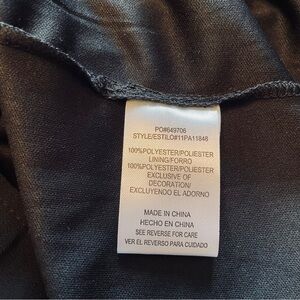 PO#649706
STYLE/ESTILO#11PA11848
100%POLYESTER/POLIESTER
LINING/FORRO
100%POLYESTER/POLIESTER
EXCLUSIVE OF
DECORATION/
EXCLUYENDO EL ADORNO
MADE IN CHINA
HECHO EN CHINA
SEE REVERSE FOR CARE
VER EL REVERSO PARA CUIDADO